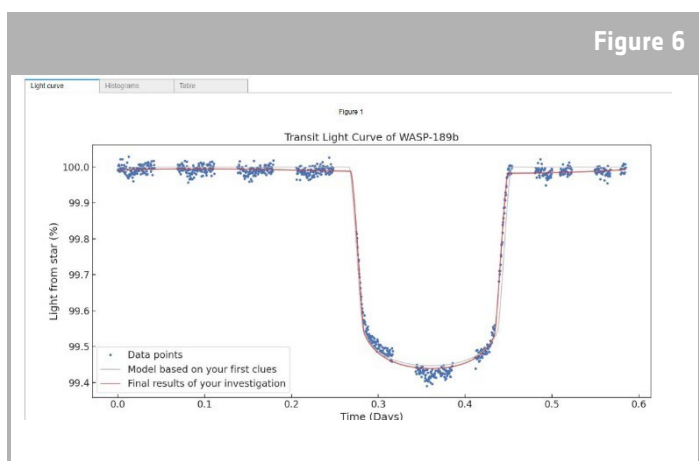 Figure 6
Light curve Histograms Table
Figure 1
Transit Light Curve of WASP-189b
Light from star (%)
100.0
99.9
99.8
99.7
99.6
99.5
99.4
Data points
Model based on your first clues
Final results of your investigation
0.0 0.1 0.2 0.3 0.4 0.5 0.6
Time (Days)